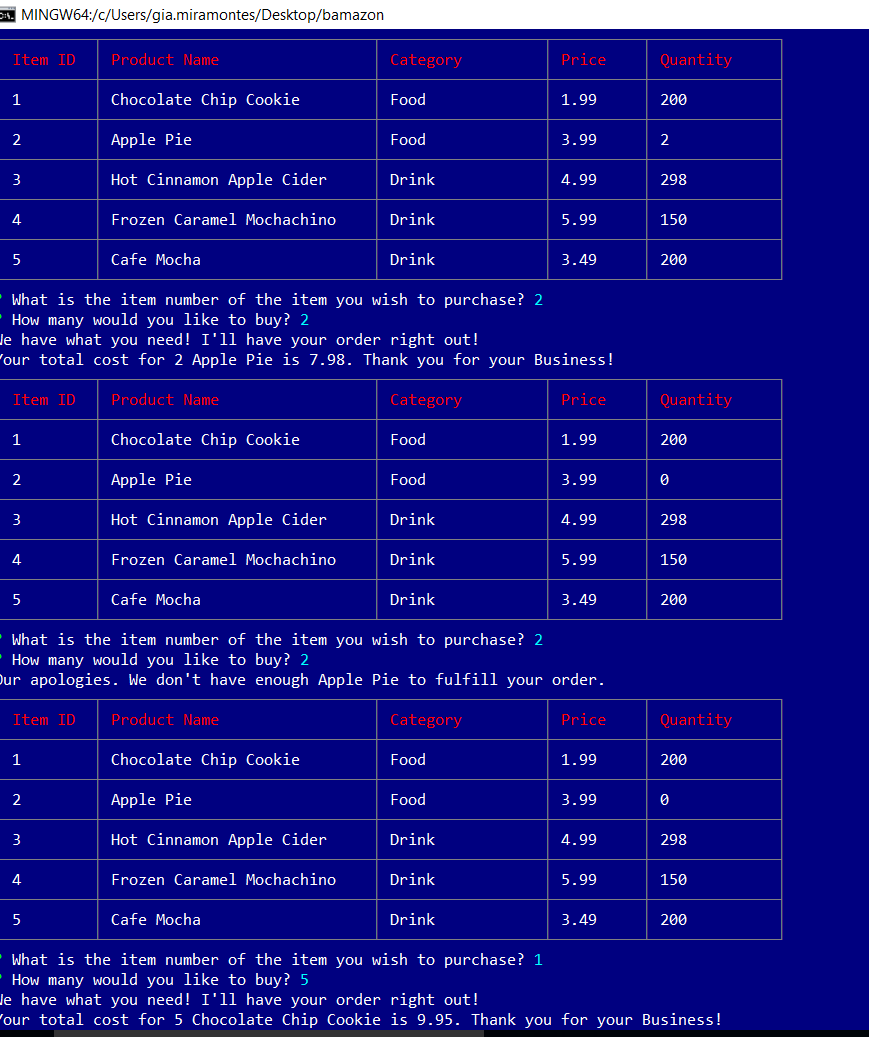 MINGW64:/c/Users/gia.miramontes/Desktop/bamazon
Item ID Product Name Category Price Quantity
1 Chocolate Chip Cookie Food 1.99 200
2 Apple Pie Food 3.99 2
3 Hot Cinnamon Apple Cider Drink 4.99 298
4 Frozen Caramel Mochachino Drink 5.99 150
5 Cafe Mocha Drink 3.49 200
? What is the item number of the item you wish to purchase? 2
? How many would you like to buy? 2
We have what you need! I'll have your order right out!
Your total cost for 2 Apple Pie is 7.98. Thank you for your Business!
Item ID Product Name Category Price Quantity
1 Chocolate Chip Cookie Food 1.99 200
2 Apple Pie Food 3.99 0
3 Hot Cinnamon Apple Cider Drink 4.99 298
4 Frozen Caramel Mochachino Drink 5.99 150
5 Cafe Mocha Drink 3.49 200
? What is the item number of the item you wish to purchase? 2
? How many would you like to buy? 2
Our apologies. We don't have enough Apple Pie to fulfill your order.
Item ID Product Name Category Price Quantity
1 Chocolate Chip Cookie Food 1.99 200
2 Apple Pie Food 3.99 0
3 Hot Cinnamon Apple Cider Drink 4.99 298
4 Frozen Caramel Mochachino Drink 5.99 150
5 Cafe Mocha Drink 3.49 200
? What is the item number of the item you wish to purchase? 1
? How many would you like to buy? 5
We have what you need! I'll have your order right out!
Your total cost for 5 Chocolate Chip Cookie is 9.95. Thank you for your Business!